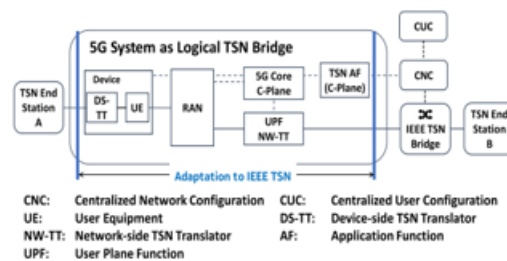 CUC
5G System as Logical TSN Bridge
TSN End
Station
A
Device
DS-
TT
UE
RAN
5G Core
C-Plane
TSN AF
(C-Plane)
CNC
UPF
NW-TT
IEEE TSN
Bridge
TSN End
Station
B
Adaptation to IEEE TSN
CNC: Centralized Network Configuration CUC: Centralized User Configuration
UE: User Equipment DS-TT: Device-side TSN Translator
NW-TT: Network-side TSN Translator AF: Application Function
UPF: User Plane Function